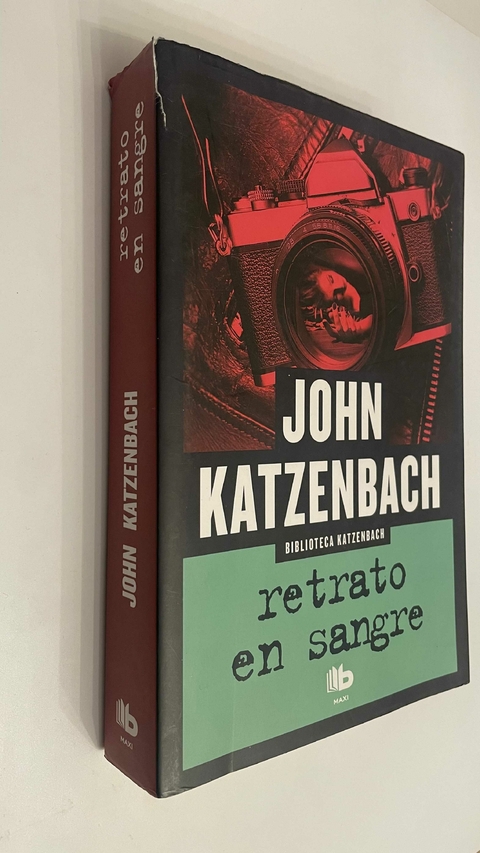 retrato
en sangre
JOHN KATZENBACH
b
MAXI
JOHN
KATZENBACH
BIBLIOTECA KATZENBACH
retrato
en sangre
b
MAXI